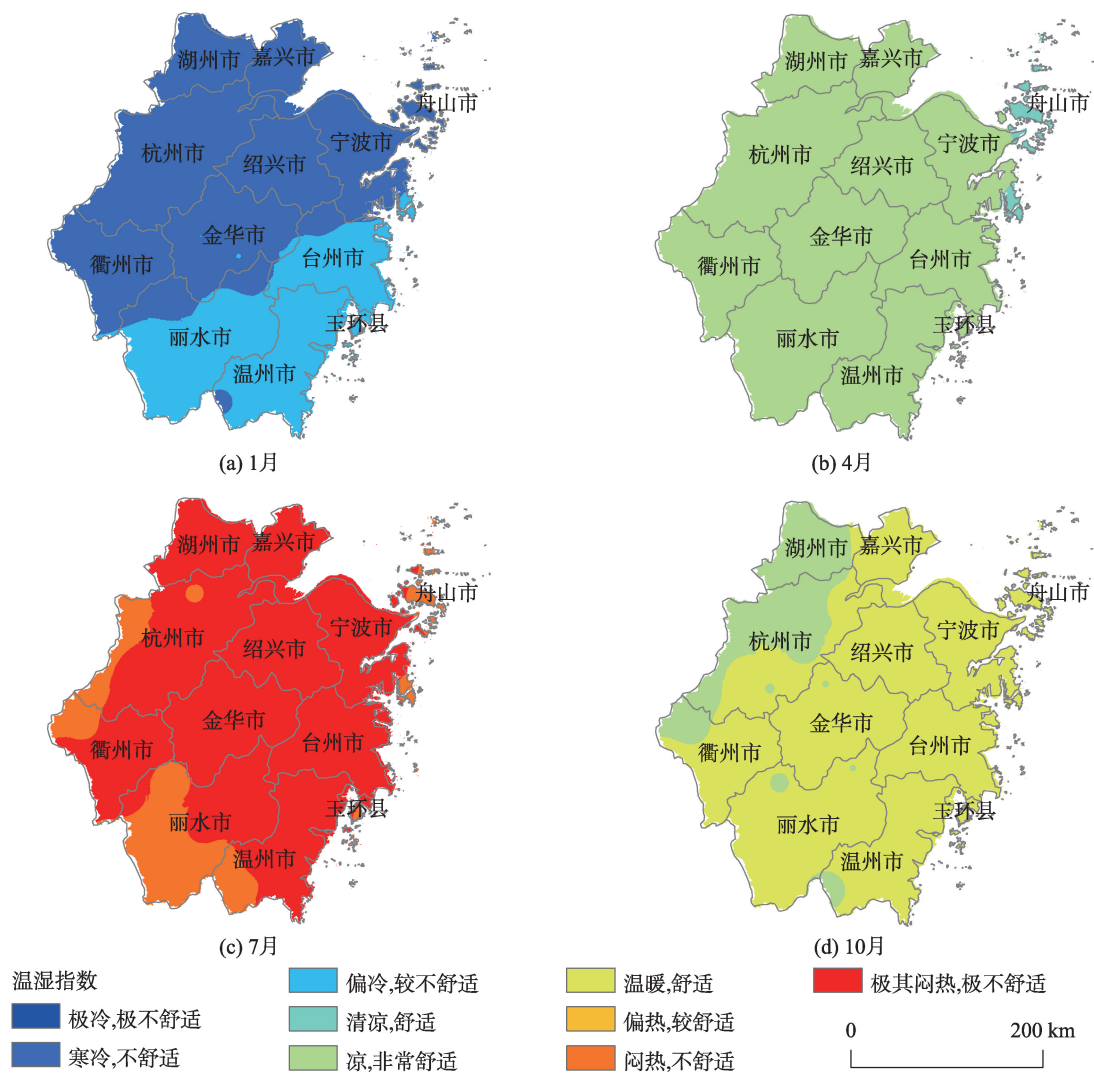 湖州市
嘉兴市
舟山市
杭州市
绍兴市
宁波市
金华市
衢州市
台州市
丽水市
玉环县
温州市
(a) 1月
湖州市
嘉兴市
舟山市
杭州市
绍兴市
宁波市
金华市
衢州市
台州市
丽水市
玉环县
温州市
(b) 4月
湖州市
嘉兴市
舟山市
杭州市
绍兴市
宁波市
金华市
衢州市
台州市
丽水市
玉环县
温州市
(c) 7月
湖州市
嘉兴市
舟山市
杭州市
绍兴市
宁波市
金华市
衢州市
台州市
丽水市
玉环县
温州市
(d) 10月
温湿指数
极冷,极不舒适
寒冷,不舒适
偏冷,较不舒适
清凉,舒适
凉,非常舒适
温暖,舒适
偏热,较舒适
闷热,不舒适
极其闷热,极不舒适
0 200 km